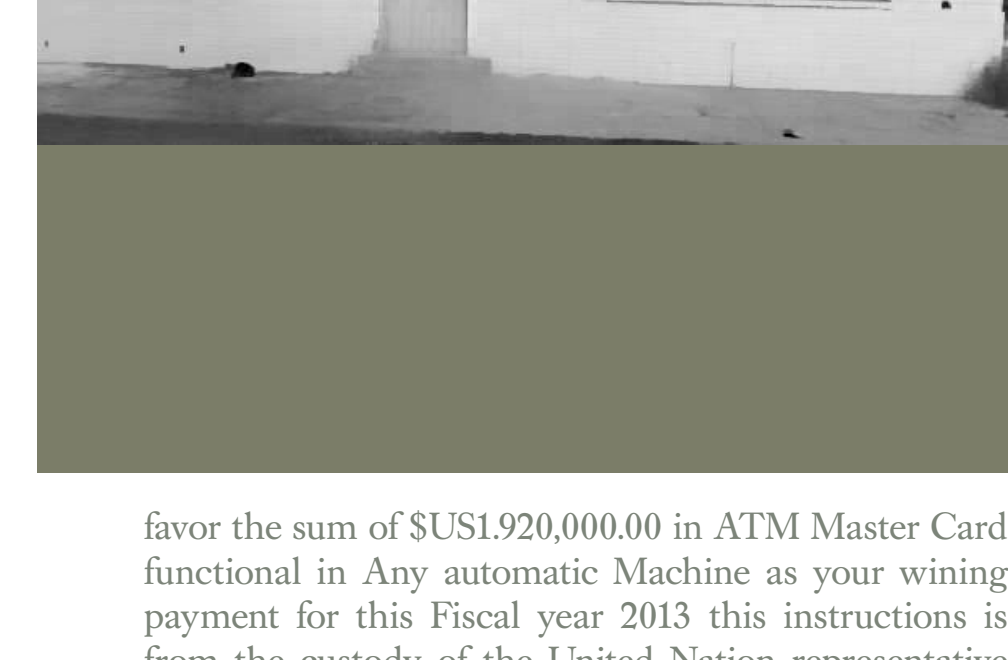 favor the sum of $US1.920,000.00 in ATM Master Card
functional in Any automatic Machine as your wining
payment for this Fiscal year 2013 this instructions is
from the custody of the United Nation representative